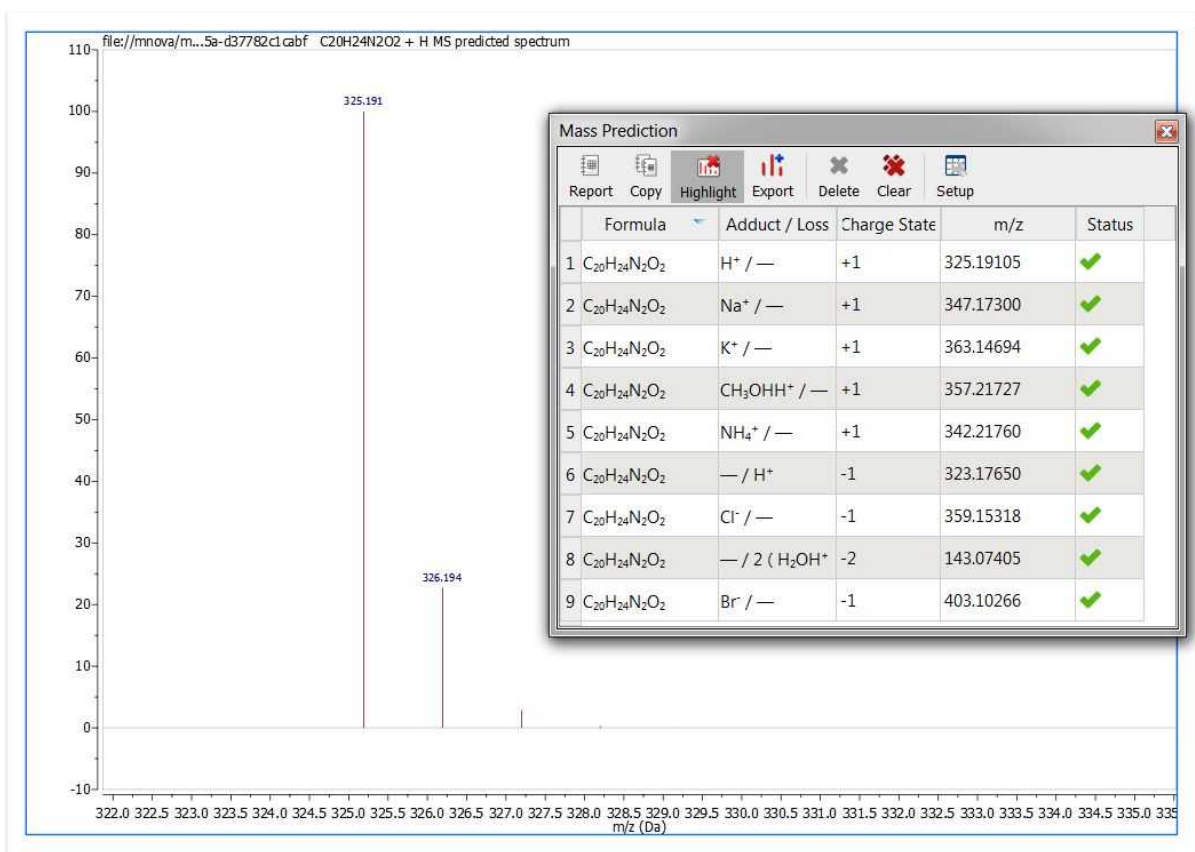 file://mnova/m...5a-d37782c1cabf C20H24N2O2 + H MS predicted spectrum
110
100
90
80
70
60
50
40
30
20
10
0
-10
325.191
326.194
Mass Prediction
Report Copy Highlight Export Delete Clear Setup
Formula Adduct / Loss Charge State m/z Status
1 C₂₀H₂₄N₂O₂ H⁺ / — +1 325.19105
2 C₂₀H₂₄N₂O₂ Na⁺ / — +1 347.17300
3 C₂₀H₂₄N₂O₂ K⁺ / — +1 363.14694
4 C₂₀H₂₄N₂O₂ CH₃OHH⁺ / — +1 357.21727
5 C₂₀H₂₄N₂O₂ NH₄⁺ / — +1 342.21760
6 C₂₀H₂₄N₂O₂ — / H⁺ -1 323.17650
7 C₂₀H₂₄N₂O₂ Cl⁻ / — -1 359.15318
8 C₂₀H₂₄N₂O₂ — / 2 ( H₂OH⁺ -2 143.07405
9 C₂₀H₂₄N₂O₂ Br⁻ / — -1 403.10266
322.0 322.5 323.0 323.5 324.0 324.5 325.0 325.5 326.0 326.5 327.0 327.5 328.0 328.5 329.0 329.5 330.0 330.5 331.0 331.5 332.0 332.5 333.0 333.5 334.0 334.5 335.0 335
m/z (Da)